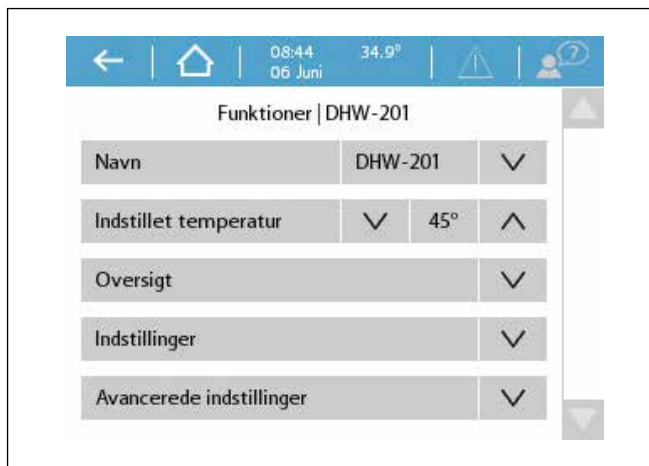 08:44 34.9°
06 Juni
?
Funktioner | DHW-201
Navn DHW-201
Indstillet temperatur 45°
Oversigt
Indstillinger
Avancerede indstillinger